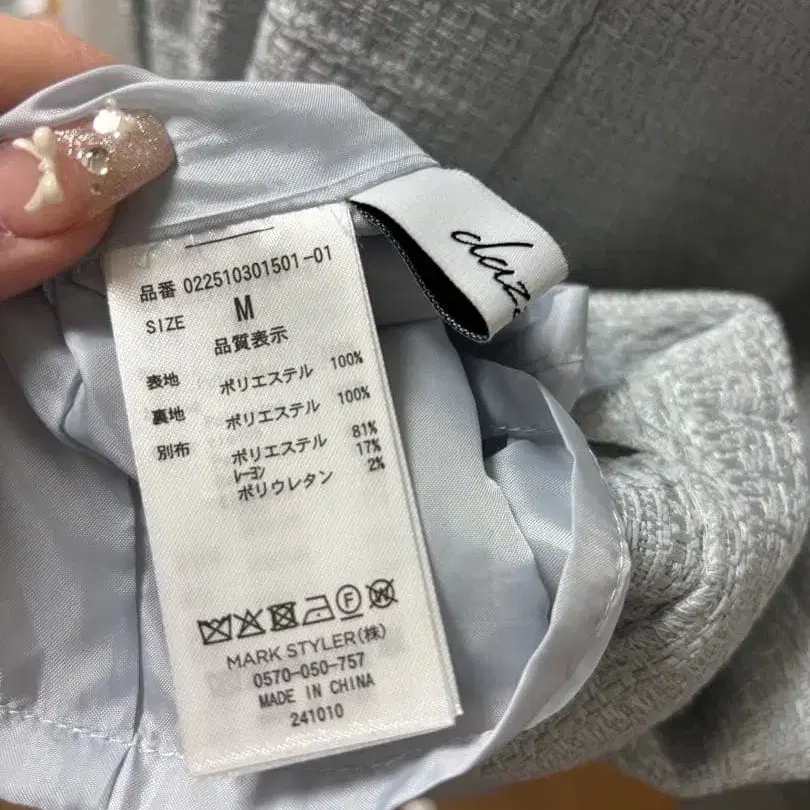 daz
品番 022510301501-01
SIZE M
品質表示
表地 ポリエステル 100%
裏地 ポリエステル 100%
別布 ポリエステル 81%
レーヨン 17%
ポリウレタン 2%
F W
MARK STYLER(株)
0570-050-757
MADE IN CHINA
241010